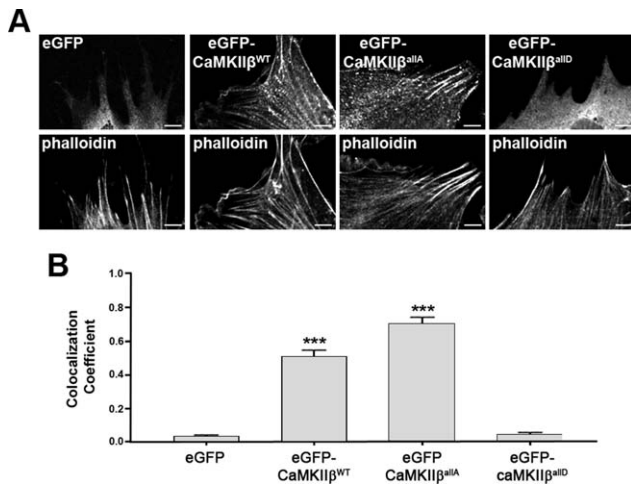 A
eGFP
eGFP-
CaMKIIβᵂᵀ
eGFP-
CaMKIIβᵃˡˡᴬ
eGFP-
CaMKIIβᵃˡˡᴰ
phalloidin
phalloidin
phalloidin
phalloidin
B
Colocalization
Coefficient
1.0
0.8
0.6
0.4
0.2
0.0
***
***
eGFP
eGFP-
CaMKIIβᵂᵀ
eGFP
CaMKIIβᵃˡˡᴬ
eGFP-
caMKIIβᵃˡˡᴰ